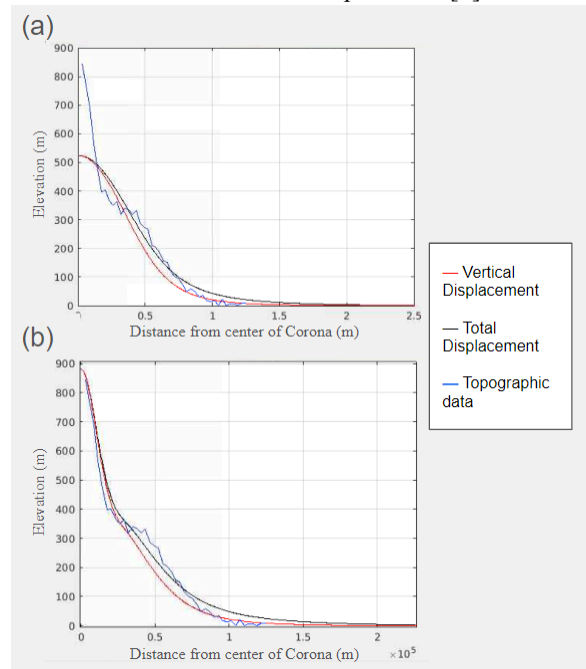 (a)
900
800
700
600
500
400
300
200
100
0
0.5
1
1.5
2
2.5
Elevation (m)
Distance from center of Corona (m)
Vertical
Displacement
Total
Displacement
Topographic
data
(b)
900
800
700
600
500
400
300
200
100
0
0
0.5
1
1.5
2
×10⁵
Elevation (m)
Distance from center of Corona (m)